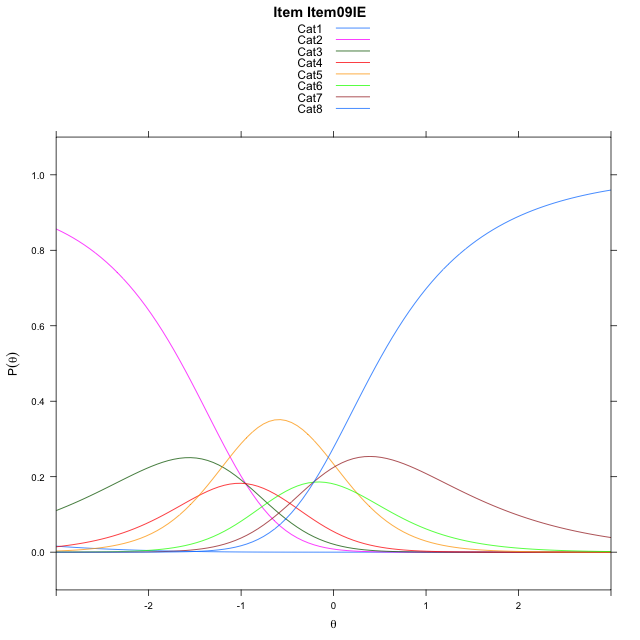 Item Item09IE
Cat1
Cat2
Cat3
Cat4
Cat5
Cat6
Cat7
Cat8
1.0
0.8
0.6
0.4
0.2
0.0
P(θ)
-2 -1 0 1 2
θ